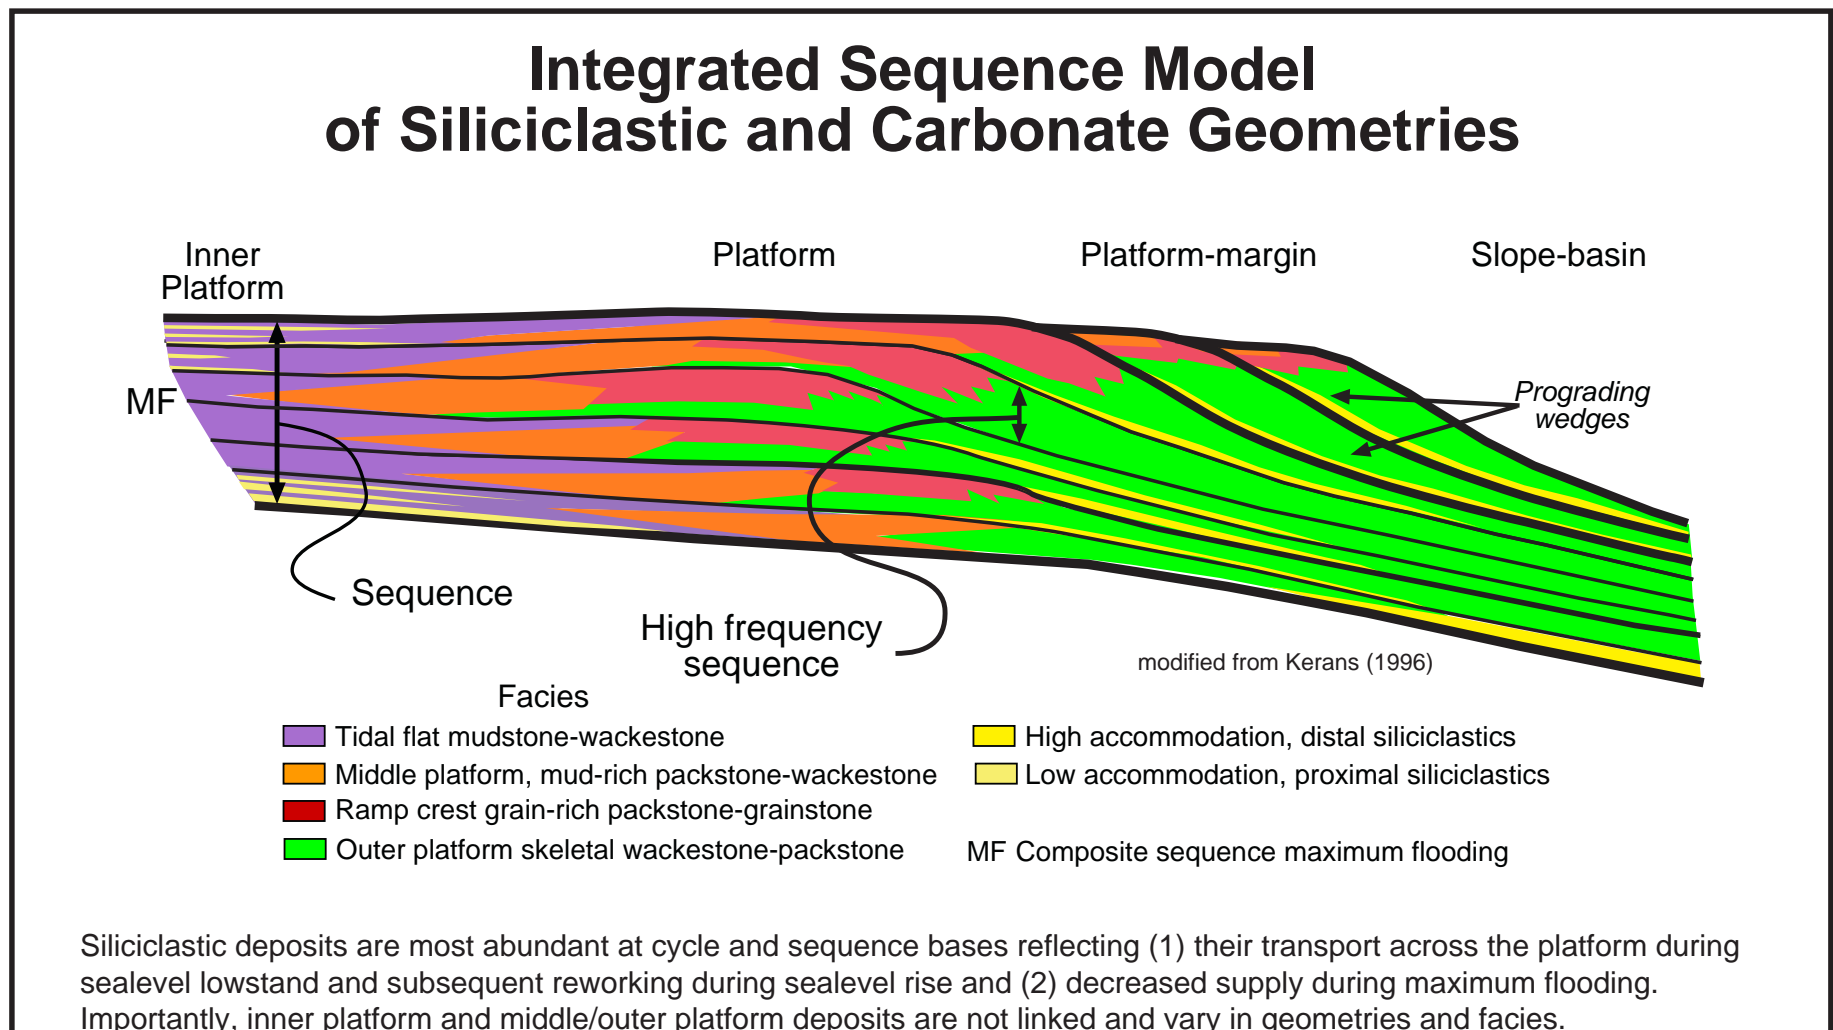 Integrated Sequence Model
of Siliciclastic and Carbonate Geometries
Inner
Platform
Platform
Platform-margin
Slope-basin
MF
Prograding
wedges
Sequence
High frequency
sequence
modified from Kerans (1996)
Facies
Tidal flat mudstone-wackestone
Middle platform, mud-rich packstone-wackestone
Ramp crest grain-rich packstone-grainstone
Outer platform skeletal wackestone-packstone
High accommodation, distal siliciclastics
Low accommodation, proximal siliciclastics
MF Composite sequence maximum flooding
Siliciclastic deposits are most abundant at cycle and sequence bases reflecting (1) their transport across the platform during
sealevel lowstand and subsequent reworking during sealevel rise and (2) decreased supply during maximum flooding.
Importantly, inner platform and middle/outer platform deposits are not linked and vary in geometries and facies.